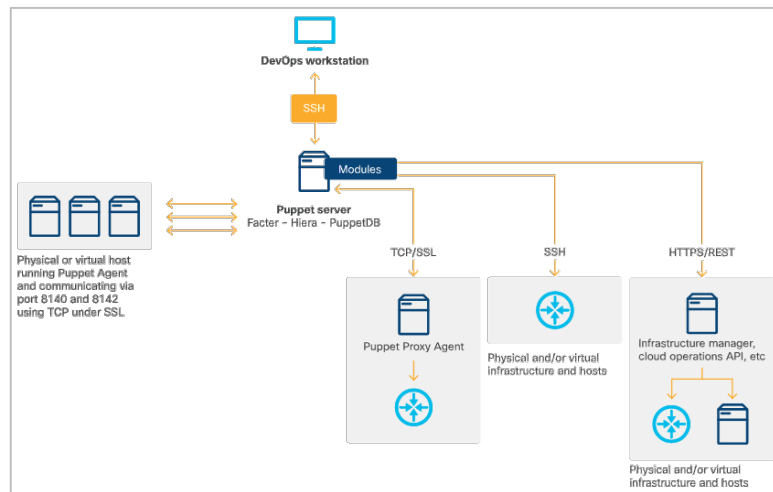 DevOps workstation
SSH
Modules
Puppet server
Facter - Hiera - PuppetDB
Physical or virtual host
running Puppet Agent
and communicating via
port 8140 and 8142
using TCP under SSL
TCP/SSL
SSH
HTTPS/REST
Puppet Proxy Agent
Physical and/or virtual
infrastructure and hosts
Infrastructure manager,
cloud operations API, etc
Physical and/or virtual
infrastructure and hosts